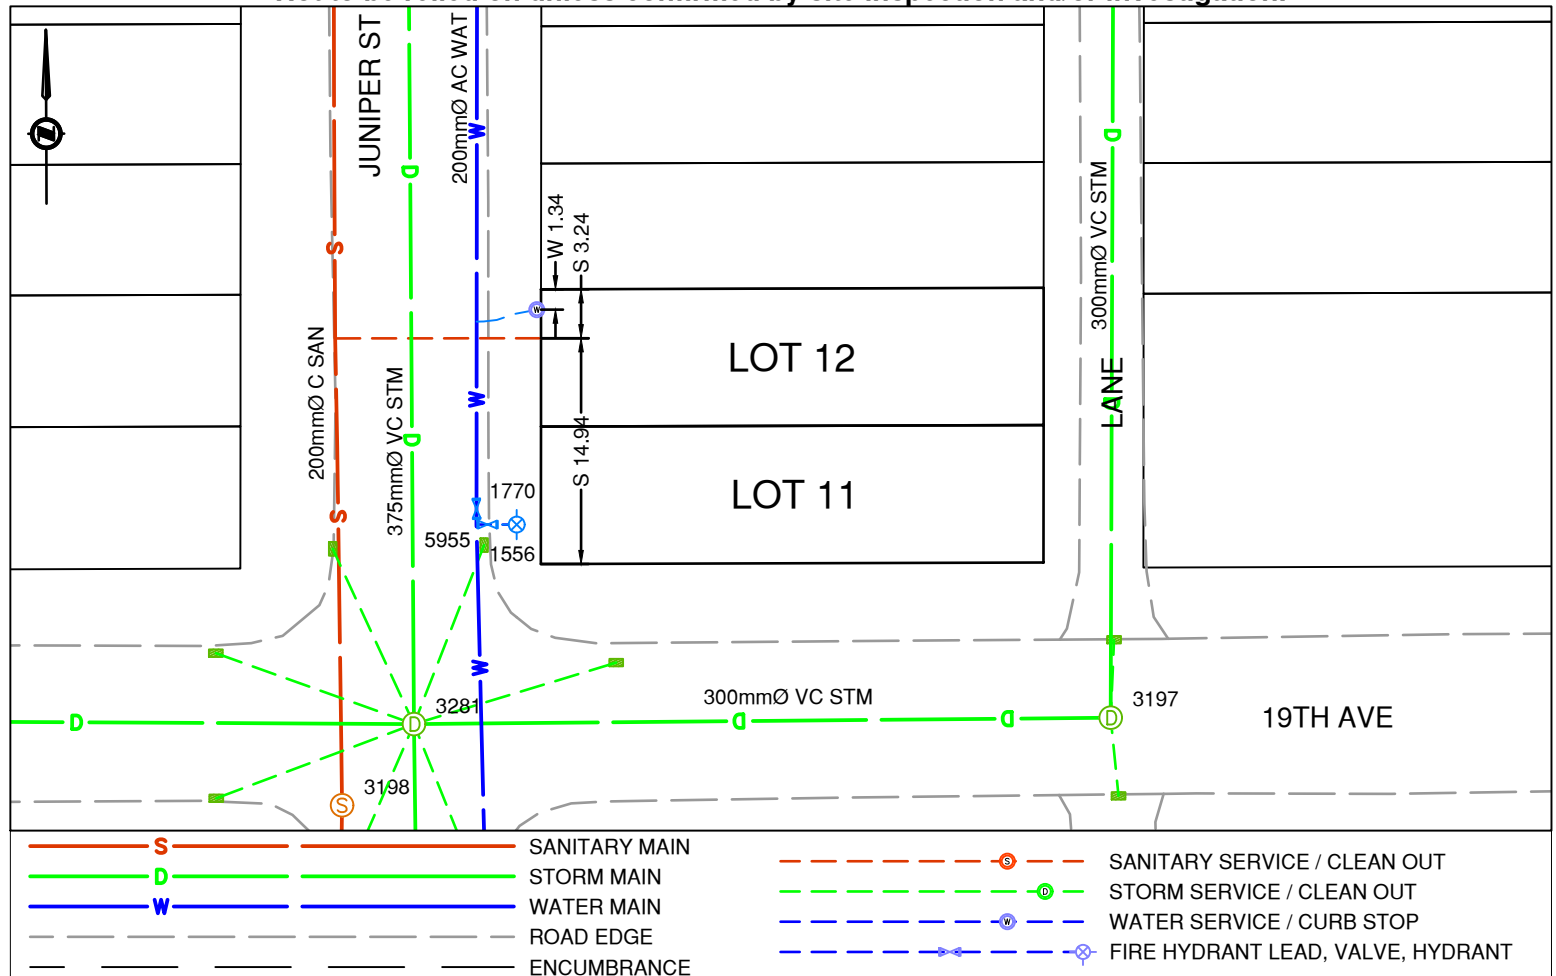 JUNIPER ST
200mmØ AC WAT
W
D
D
S
W 1.34
S 3.24
300mmØ VC STM
W
LOT 12
200mmØ C SAN
375mmØ VC STM
W
D
LANE
D
S 14.94
LOT 11
1770
S
5955
1556
W
300mmØ VC STM
3281
D
D
D
D
D
3197
19TH AVE
3198
S
S SANITARY MAIN
D STORM MAIN
W WATER MAIN
ROAD EDGE
ENCUMBRANCE
S SANITARY SERVICE / CLEAN OUT
D STORM SERVICE / CLEAN OUT
W WATER SERVICE / CURB STOP
FIRE HYDRANT LEAD, VALVE, HYDRANT